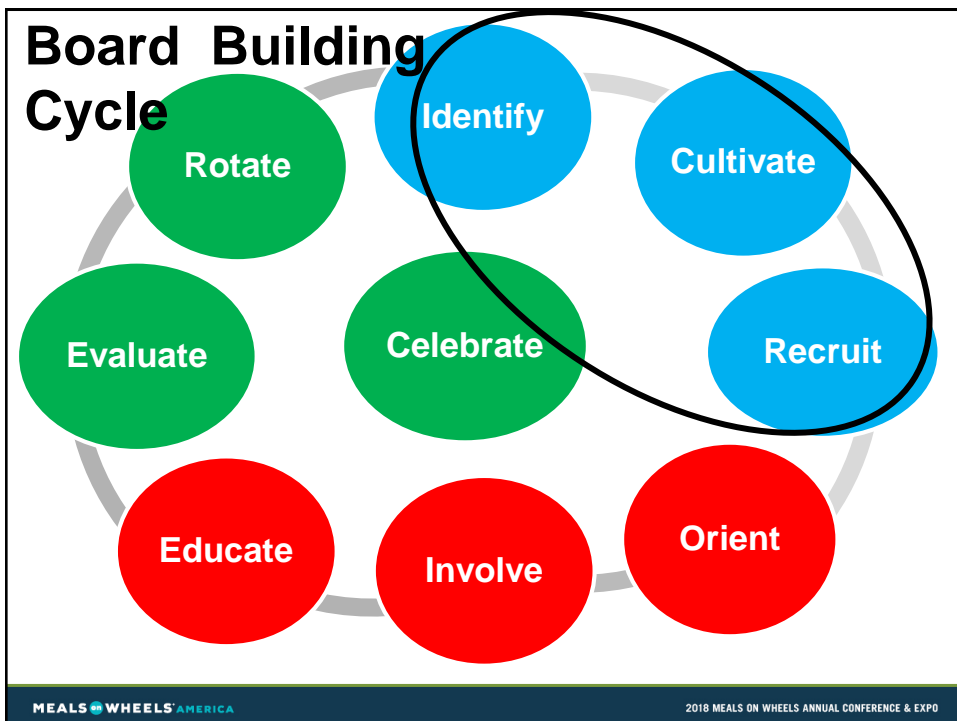 Board Building
Cycle
Identify
Cultivate
Rotate
Evaluate
Celebrate
Recruit
Educate
Involve
Orient
MEALS on WHEELS AMERICA
2018 MEALS ON WHEELS ANNUAL CONFERENCE & EXPO